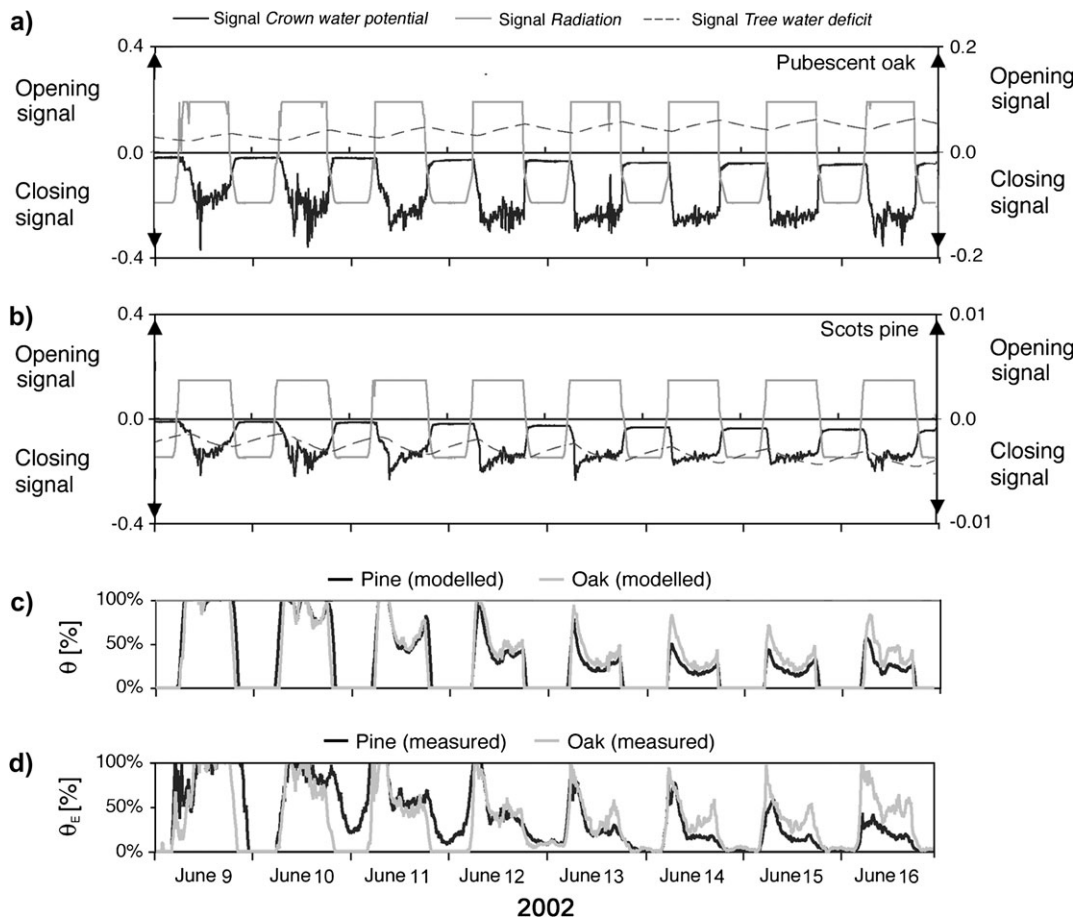 a)
Signal Crown water potential
Signal Radiation
Signal Tree water deficit
0.4
0.2
Pubescent oak
Opening
signal
Opening
signal
0.0
0.0
Closing
signal
Closing
signal
-0.4
-0.2
b)
0.4
0.01
Scots pine
Opening
signal
Opening
signal
0.0
0.0
Closing
signal
Closing
signal
-0.4
-0.01
Pine (modelled)
Oak (modelled)
c)
100%
θ [%]
50%
0%
Pine (measured)
Oak (measured)
d)
100%
θE [%]
50%
0%
June 9
June 10
June 11
June 12
June 13
June 14
June 15
June 16
2002